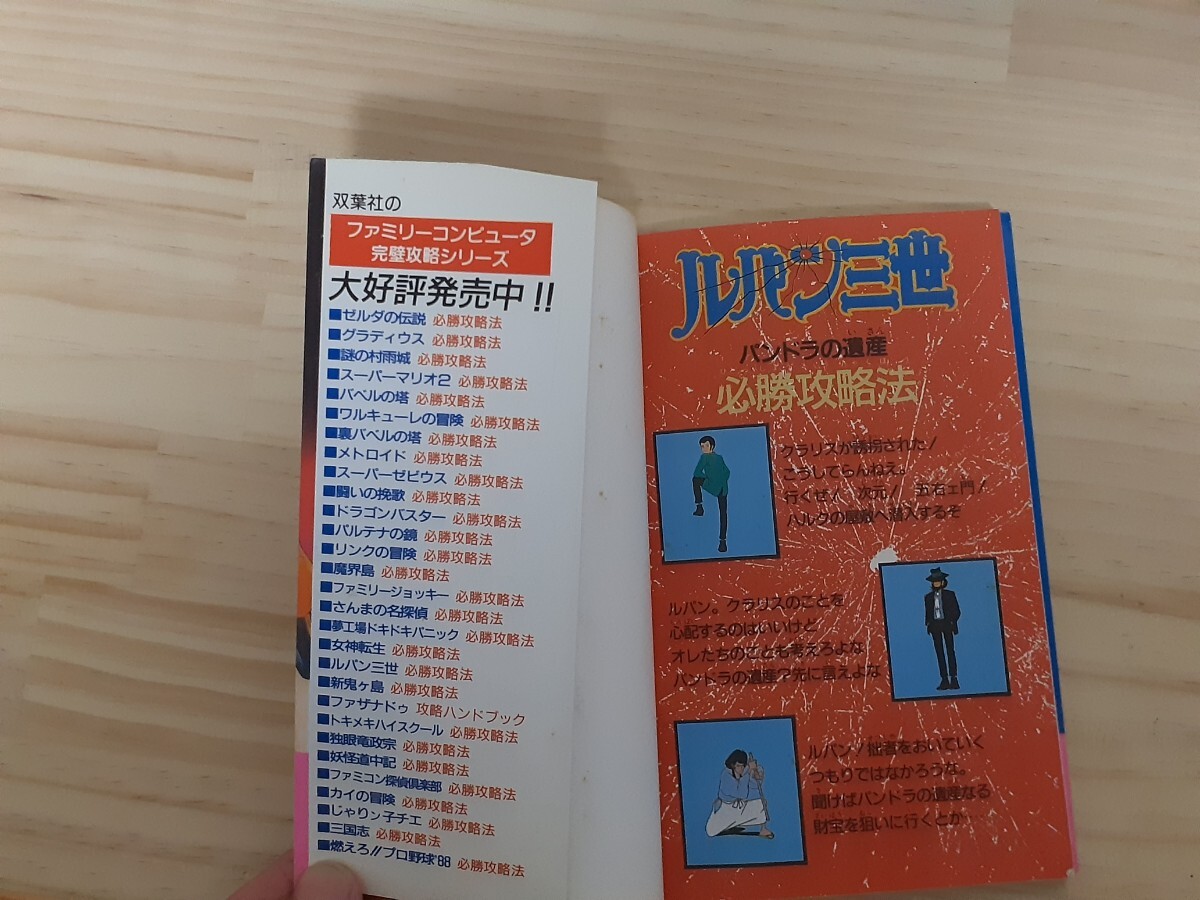 双葉社の
ファミリーコンピュータ
完璧攻略シリーズ
大好評発売中!!
■ゼルダの伝説 必勝攻略法
■グラディウス 必勝攻略法
■謎の村雨城 必勝攻略法
■スーパーマリオ2 必勝攻略法
■バベルの塔 必勝攻略法
■ワルキューレの冒険 必勝攻略法
■裏バベルの塔 必勝攻略法
■メトロイド 必勝攻略法
■スーパーゼビウス 必勝攻略法
■闘いの挽歌 必勝攻略法
■ドラゴンバスター 必勝攻略法
■パルテナの鏡 必勝攻略法
■リンクの冒険 必勝攻略法
■魔界島 必勝攻略法
■ファミリージョッキー 必勝攻略法
■さんまの名探偵 必勝攻略法
■夢工場ドキドキパニック 必勝攻略法
■女神転生 必勝攻略法
■ルパン三世 必勝攻略法
■新鬼ヶ島 必勝攻略法
■ファザナドゥ 攻略ハンドブック
■トキメキハイスクール 必勝攻略法
■独眼竜政宗 必勝攻略法
■妖怪道中記 必勝攻略法
■ファミコン探偵倶楽部 必勝攻略法
■カイの冒険 必勝攻略法
■じゃりン子チエ 必勝攻略法
■三国志 必勝攻略法
■燃えろ!!プロ野球'88 必勝攻略法
ルパン三世
いさん
パンドラの遺産
必勝攻略法
クラリスが誘拐された!
こうしてらんねえ。
行くぜ! 次元! 五右ェ門!
ハルクの屋敷へ潜入するぞ
ルパン。クラリスのことを
心配するのはいいけど
オレたちのことも考えろよな
パンドラの遺産?先に言えよな
ルパン!拙者をおいていく
つもりではなかろうな。
聞けばパンドラの遺産なる
財宝を狙いに行くとか……